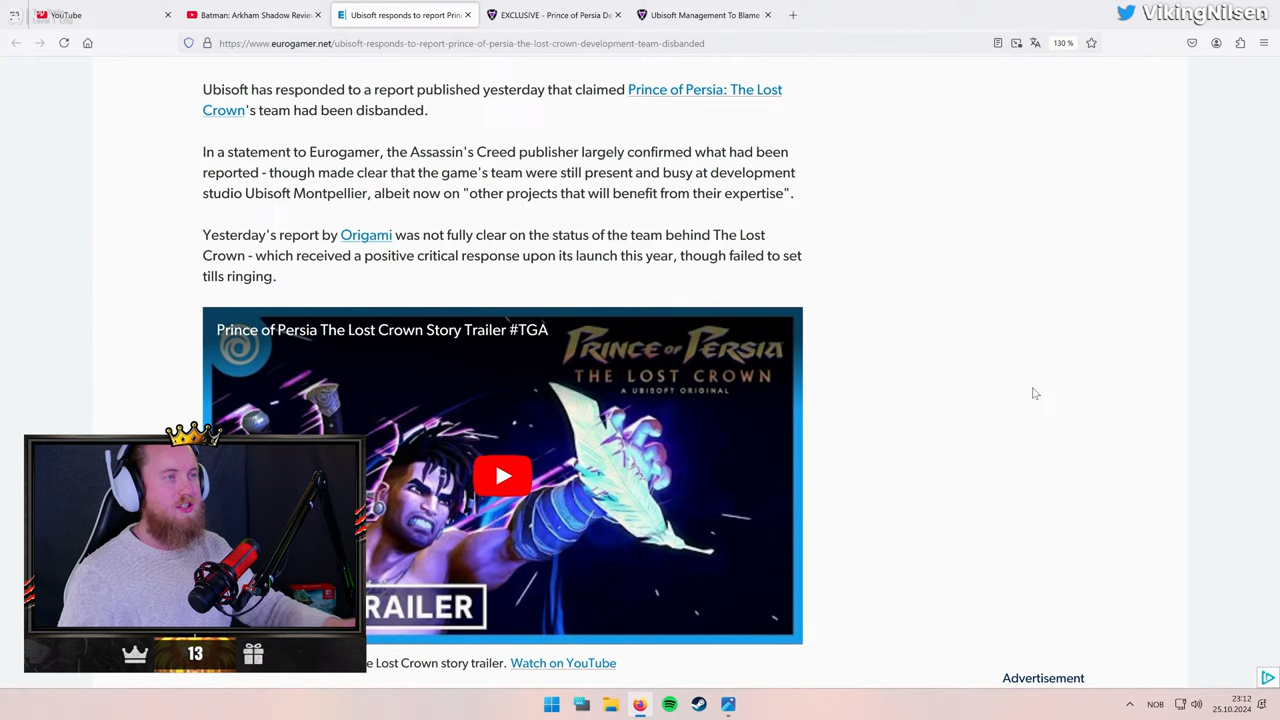 YouTube
Batman: Arkham Shadow Revie
Ubisoft responds to report Prin
EXCLUSIVE - Prince of Persia De
Ubisoft Management To Blame
VikingNilsen
https://www.eurogamer.net/ubisoft-responds-to-report-prince-of-persia-the-lost-crown-development-team-disbanded
130 %
Ubisoft has responded to a report published yesterday that claimed Prince of Persia: The Lost
Crown's team had been disbanded.
In a statement to Eurogamer, the Assassin's Creed publisher largely confirmed what had been
reported - though made clear that the game's team were still present and busy at development
studio Ubisoft Montpellier, albeit now on "other projects that will benefit from their expertise".
Yesterday's report by Origami was not fully clear on the status of the team behind The Lost
Crown - which received a positive critical response upon its launch this year, though failed to set
tills ringing.
Prince of Persia The Lost Crown Story Trailer #TGA
PRINCE OF PERSIA
THE LOST CROWN
A UBISOFT ORIGINAL
RAILER
13
e Lost Crown story trailer. Watch on YouTube
Advertisement
NOB
23:12
25.10.2024